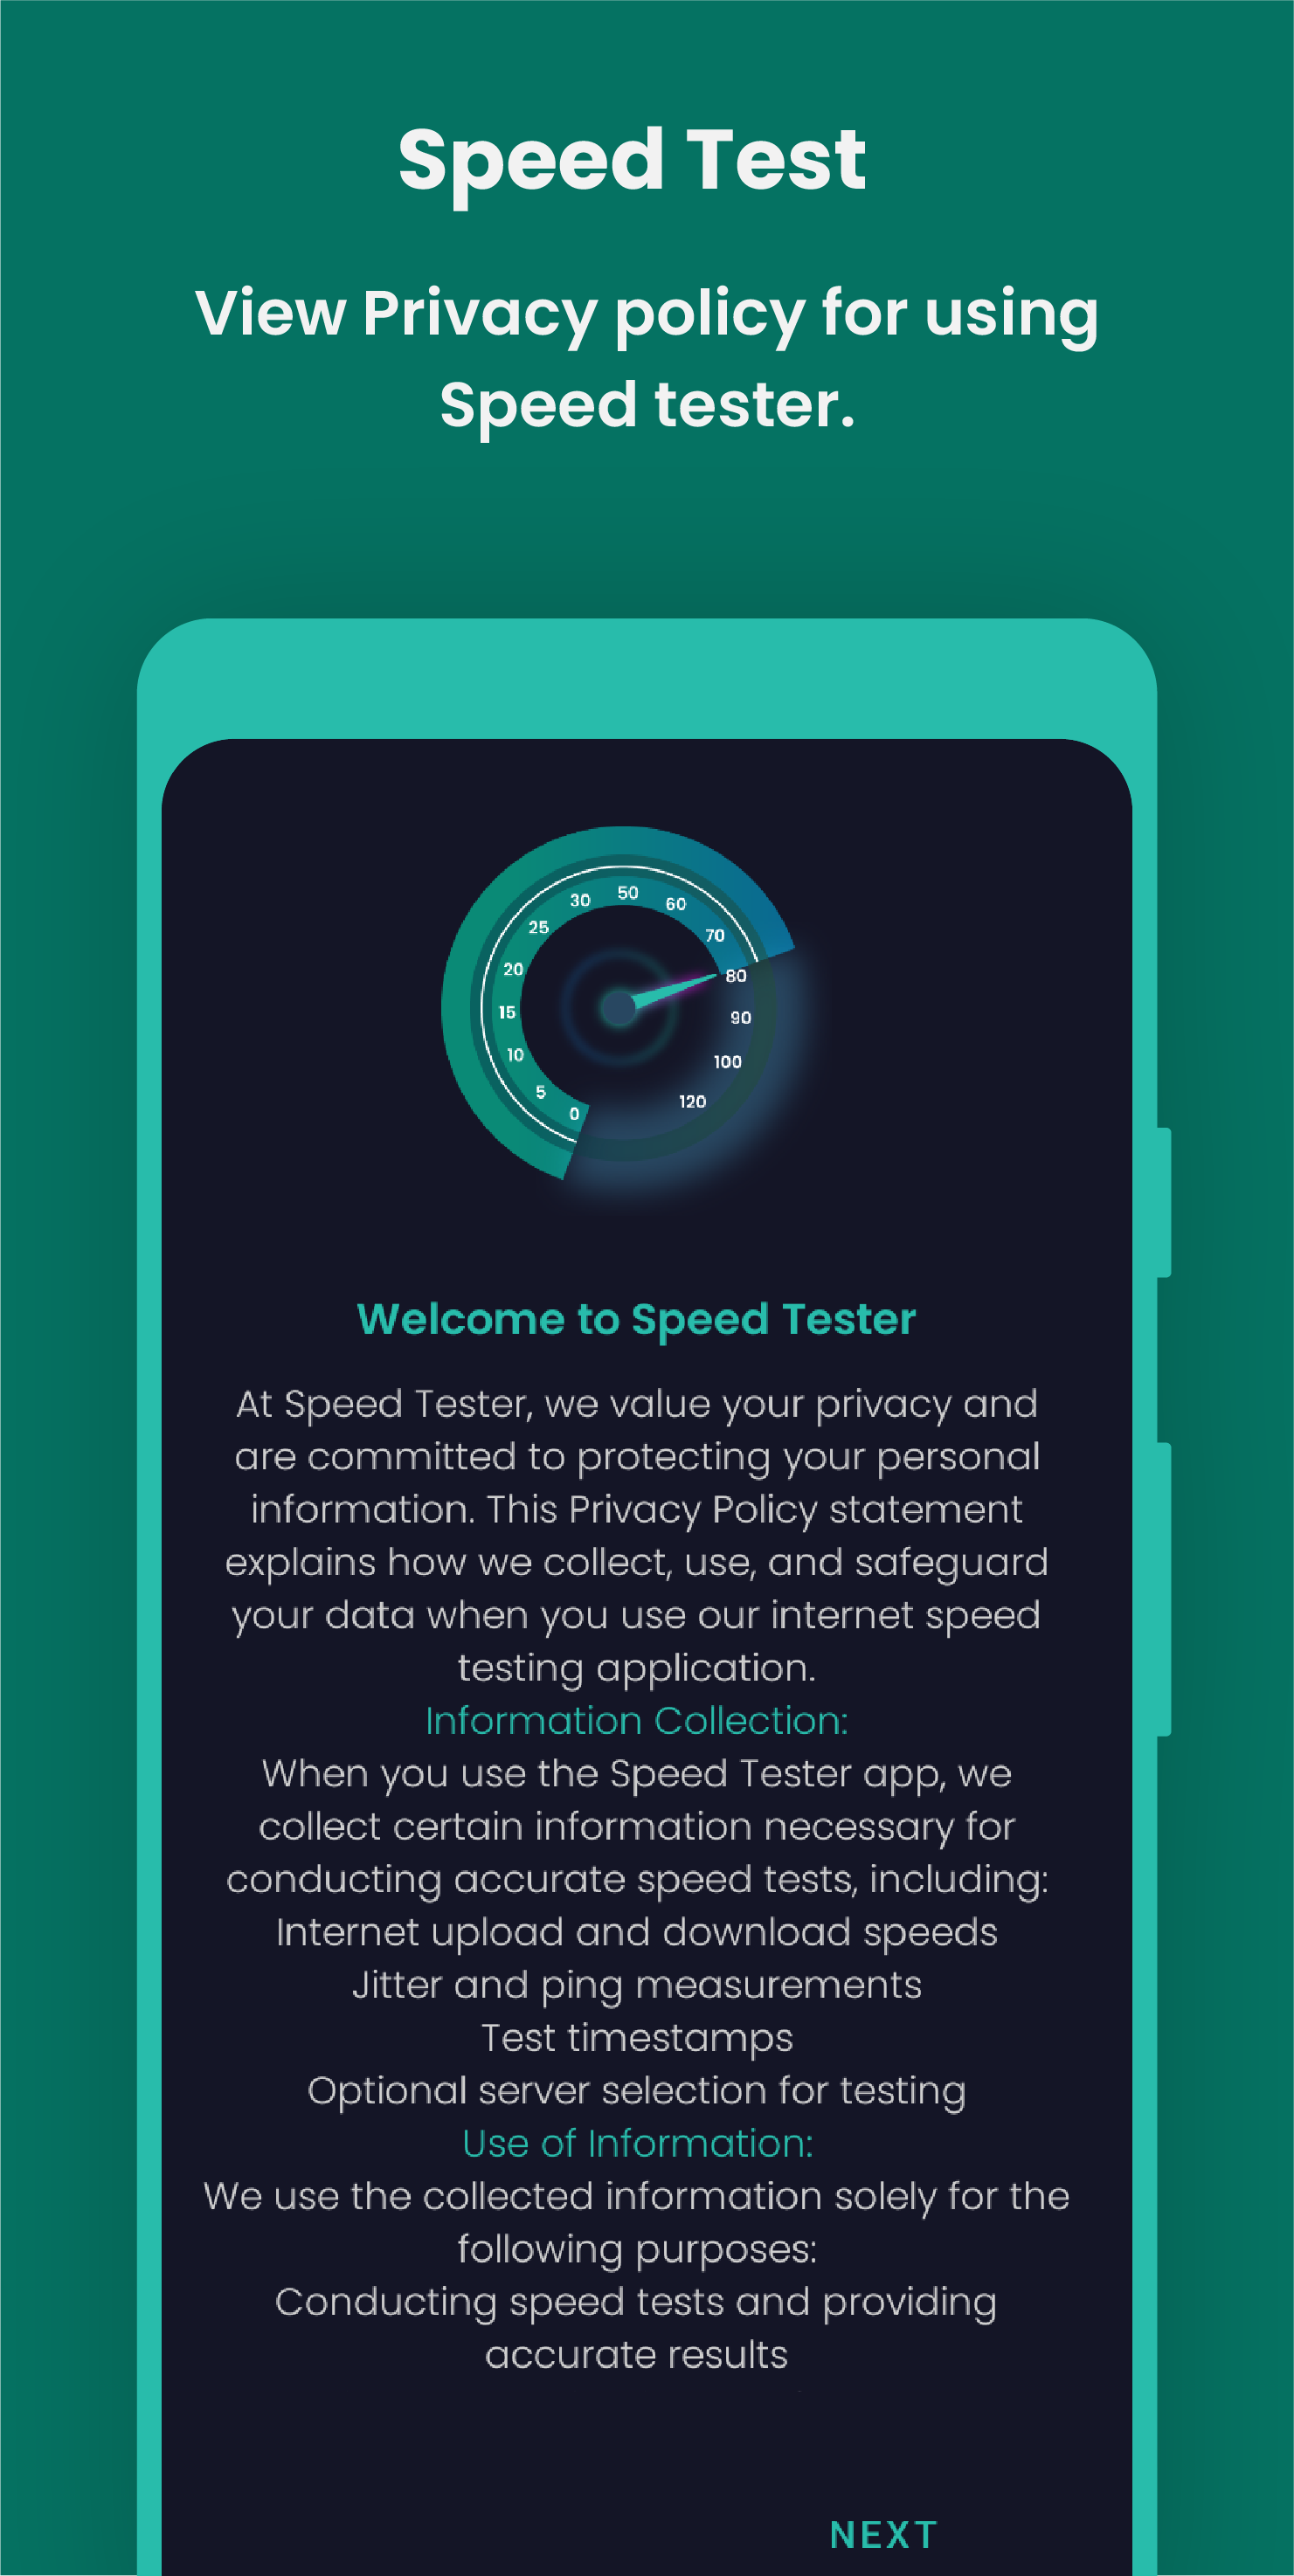 Speed Test
View Privacy policy for using
Speed tester.
50
30
60
25
70
20
80
15
90
10
100
5
120
0
Welcome to Speed Tester
At Speed Tester, we value your privacy and
are committed to protecting your personal
information. This Privacy Policy statement
explains how we collect, use, and safeguard
your data when you use our internet speed
testing application.
Information Collection:
When you use the Speed Tester app, we
collect certain information necessary for
conducting accurate speed tests, including:
Internet upload and download speeds
Jitter and ping measurements
Test timestamps
Optional server selection for testing
Use of Information:
We use the collected information solely for the
following purposes:
Conducting speed tests and providing
accurate results
NEXT